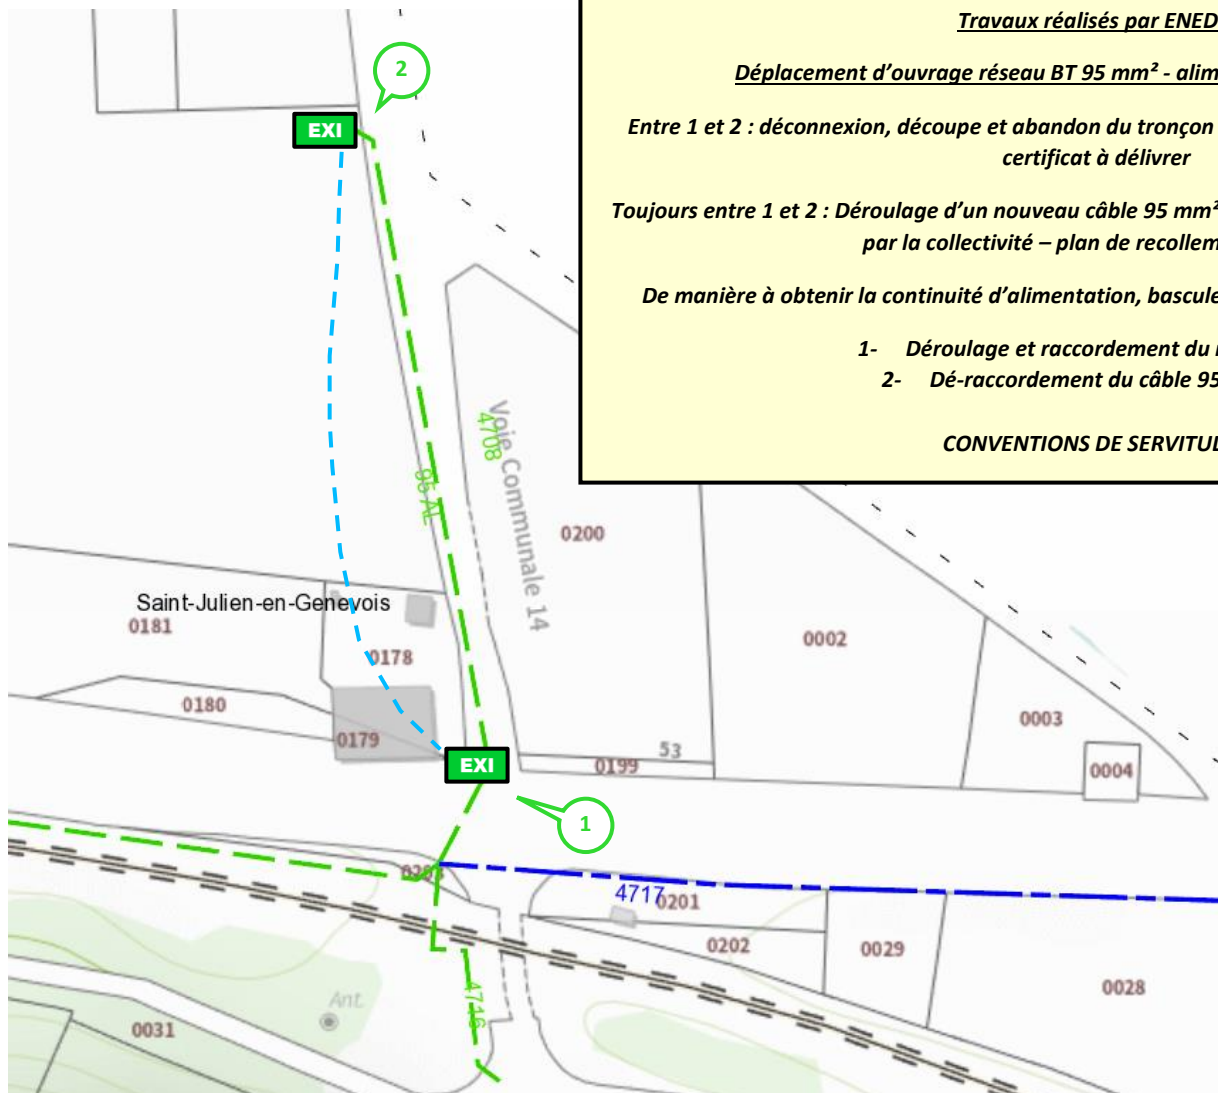 Travaux réalisés par ENED
Déplacement d'ouvrage réseau BT 95 mm² - alim
Entre 1 et 2 : déconnexion, découpe et abandon du tronçon
certificat à délivrer
Toujours entre 1 et 2 : Déroulage d'un nouveau câble 95 mm²
par la collectivité – plan de recollem
De manière à obtenir la continuité d'alimentation, bascule
1- Déroulage et raccordement du
2- Dé-raccordement du câble 95
CONVENTIONS DE SERVITUD
2
EXI
4708
Voie Communale 14
95 AL
0200
Saint-Julien-en-Genevois
0181
0178
0002
0180
0179
0003
53
0199
0004
EXI
1
0203
4717
0201
0202
0029
0028
4716
Ant.
0031